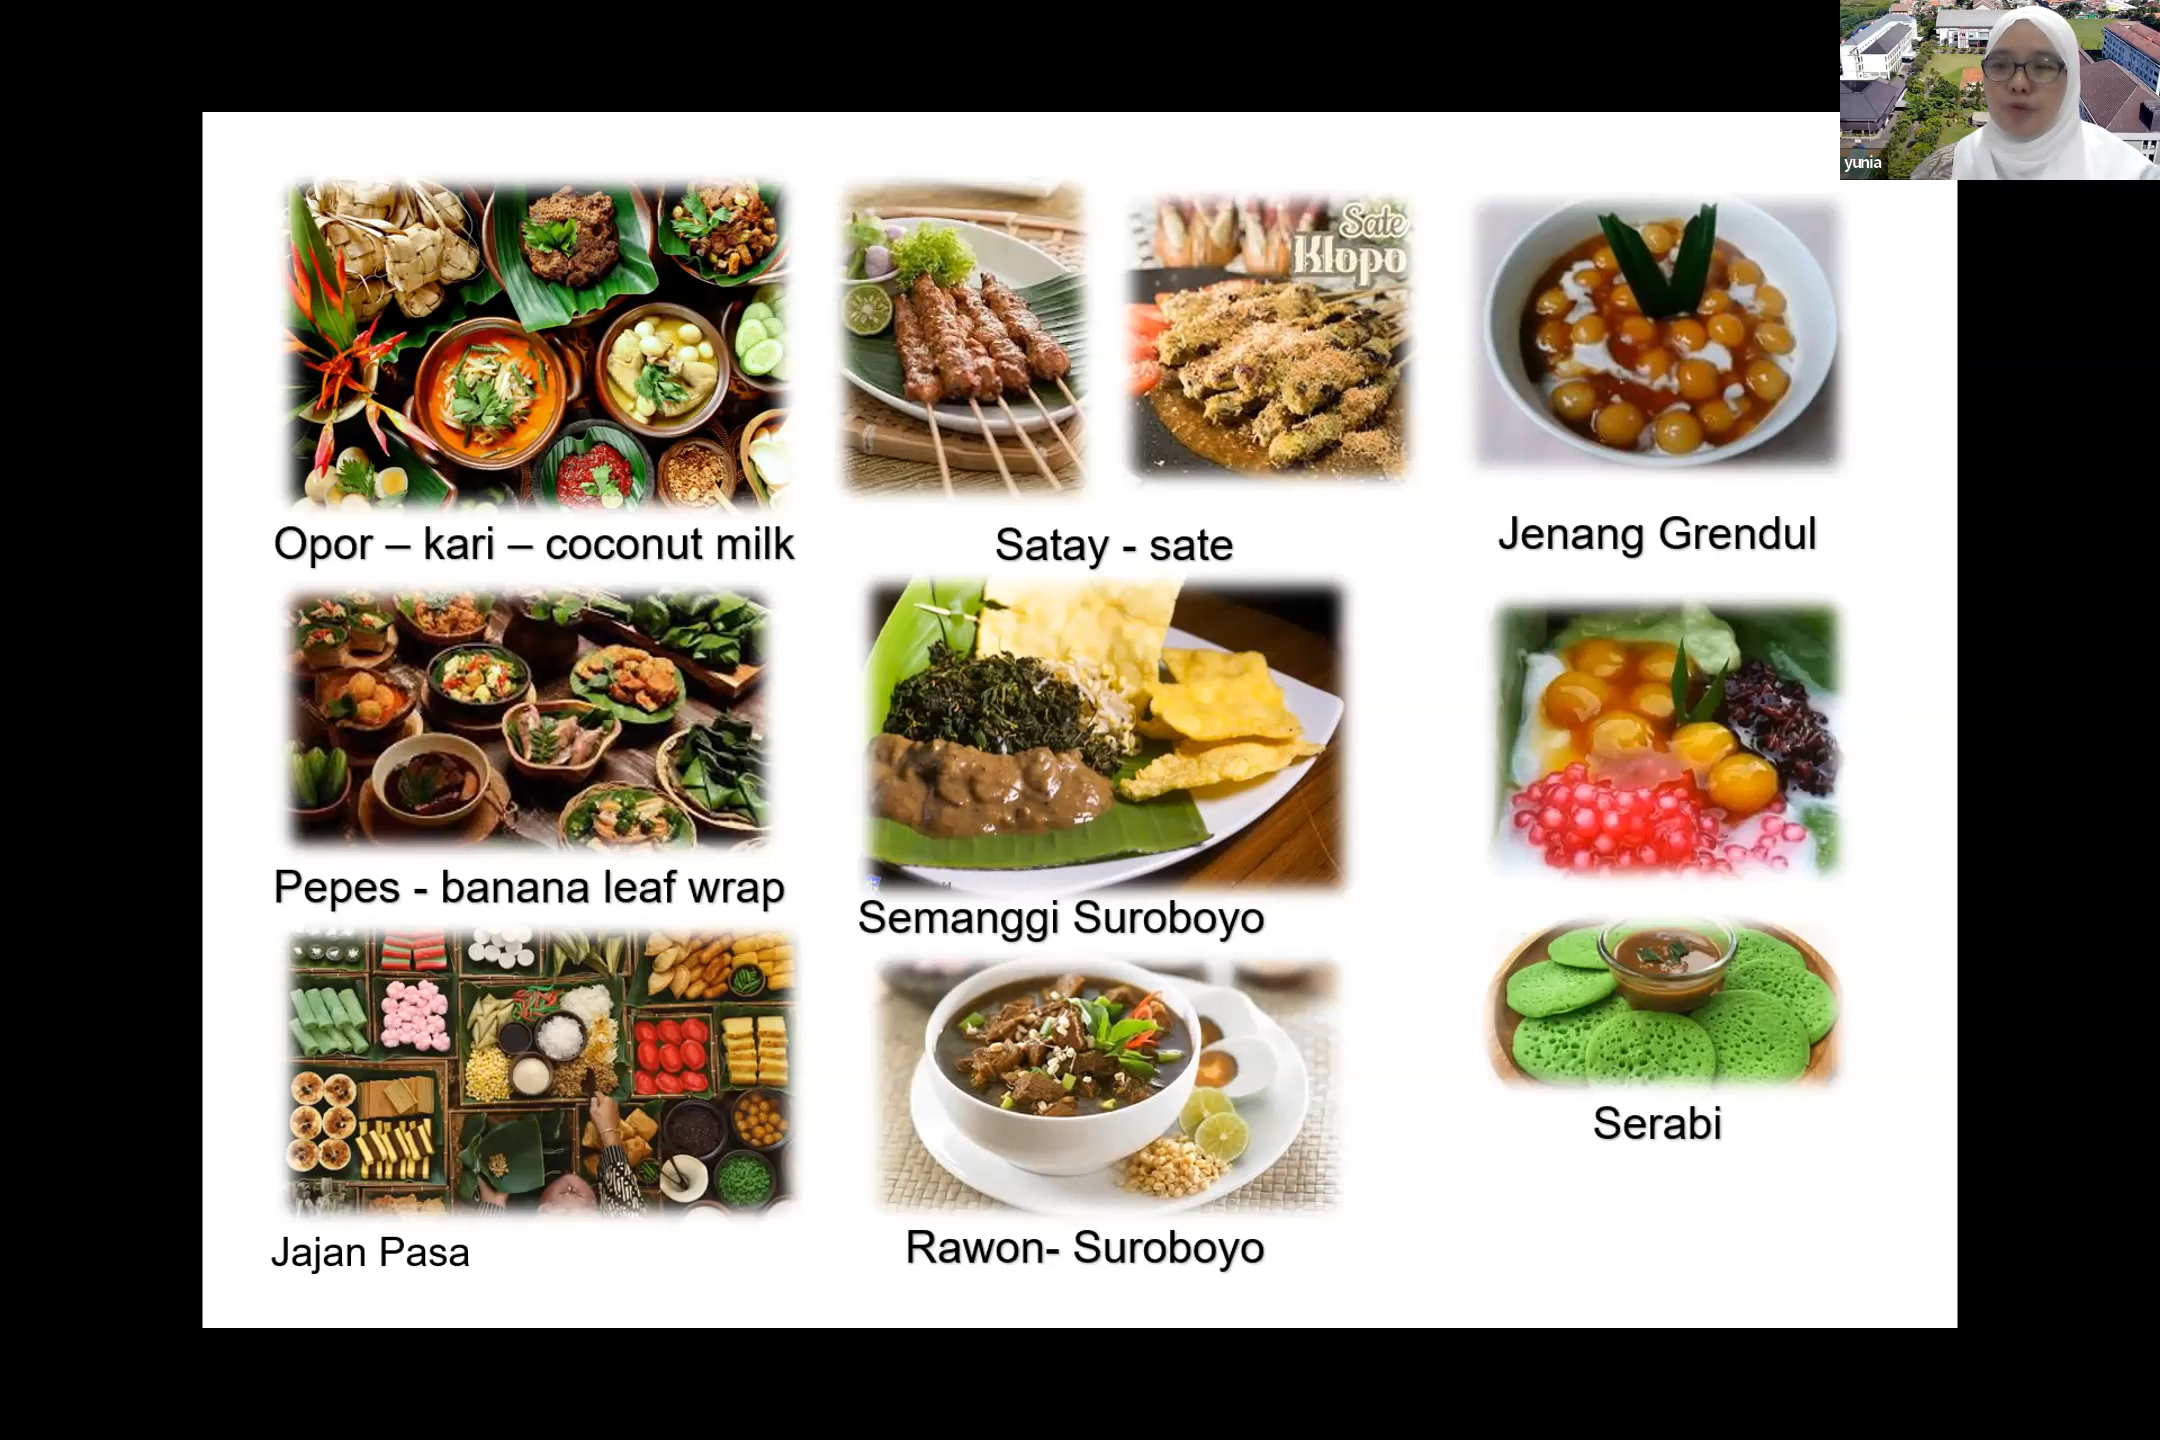 yunia
Sate
Klopo
Opor – kari – coconut milk
Satay - sate
Jenang Grendul
Pepes - banana leaf wrap
Semanggi Suroboyo
Serabi
Jajan Pasa
Rawon- Suroboyo